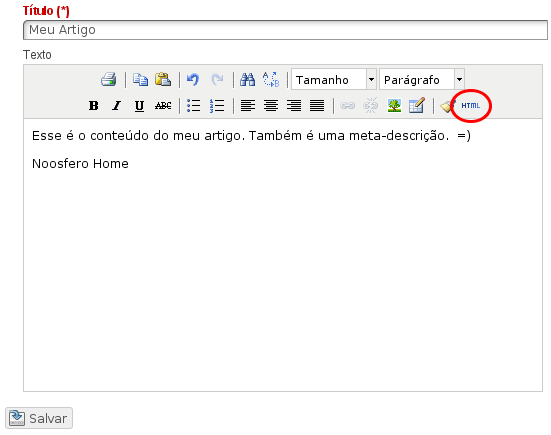 Título (*)
Meu Artigo
Texto
Tamanho Parágrafo
B I U ABC HTML
Esse é o conteúdo do meu artigo. Também é uma meta-descrição. =)
Noosfero Home
Salvar